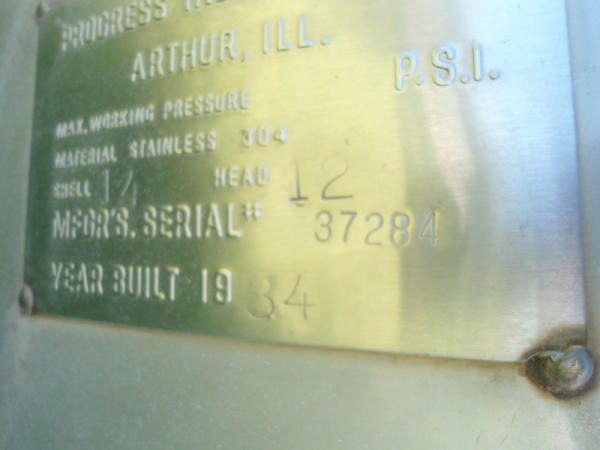 PROGRESS
ARTHUR, ILL.
P.S.I.
MAX. WORKING PRESSURE
MATERIAL STAINLESS 304
SHELL 14 HEAD 12
MFGR'S. SERIAL# 37284
YEAR BUILT 19 84